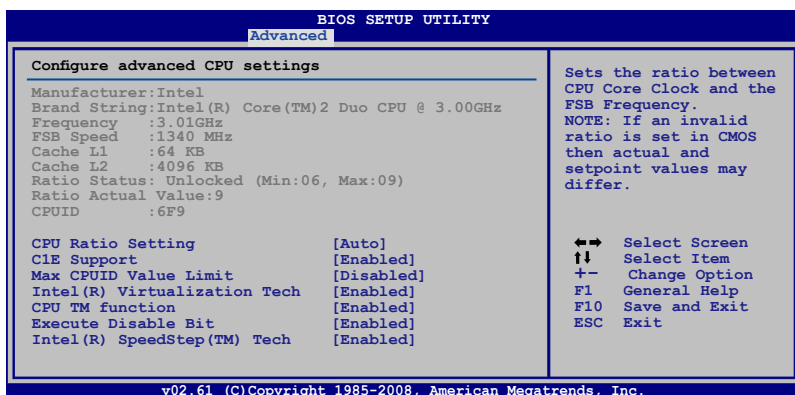 BIOS SETUP UTILITY
Advanced
Configure advanced CPU settings
Manufacturer:Intel
Brand String:Intel(R) Core(TM)2 Duo CPU @ 3.00GHz
Frequency :3.01GHz
FSB Speed :1340 MHz
Cache L1 :64 KB
Cache L2 :4096 KB
Ratio Status: Unlocked (Min:06, Max:09)
Ratio Actual Value:9
CPUID :6F9
CPU Ratio Setting [Auto]
C1E Support [Enabled]
Max CPUID Value Limit [Disabled]
Intel(R) Virtualization Tech [Enabled]
CPU TM function [Enabled]
Execute Disable Bit [Enabled]
Intel(R) SpeedStep(TM) Tech [Enabled]
Sets the ratio between
CPU Core Clock and the
FSB Frequency.
NOTE: If an invalid
ratio is set in CMOS
then actual and
setpoint values may
differ.
←→ Select Screen
↑↓ Select Item
+- Change Option
F1 General Help
F10 Save and Exit
ESC Exit
v02.61 (C)Copyright 1985-2008, American Megatrends, Inc.